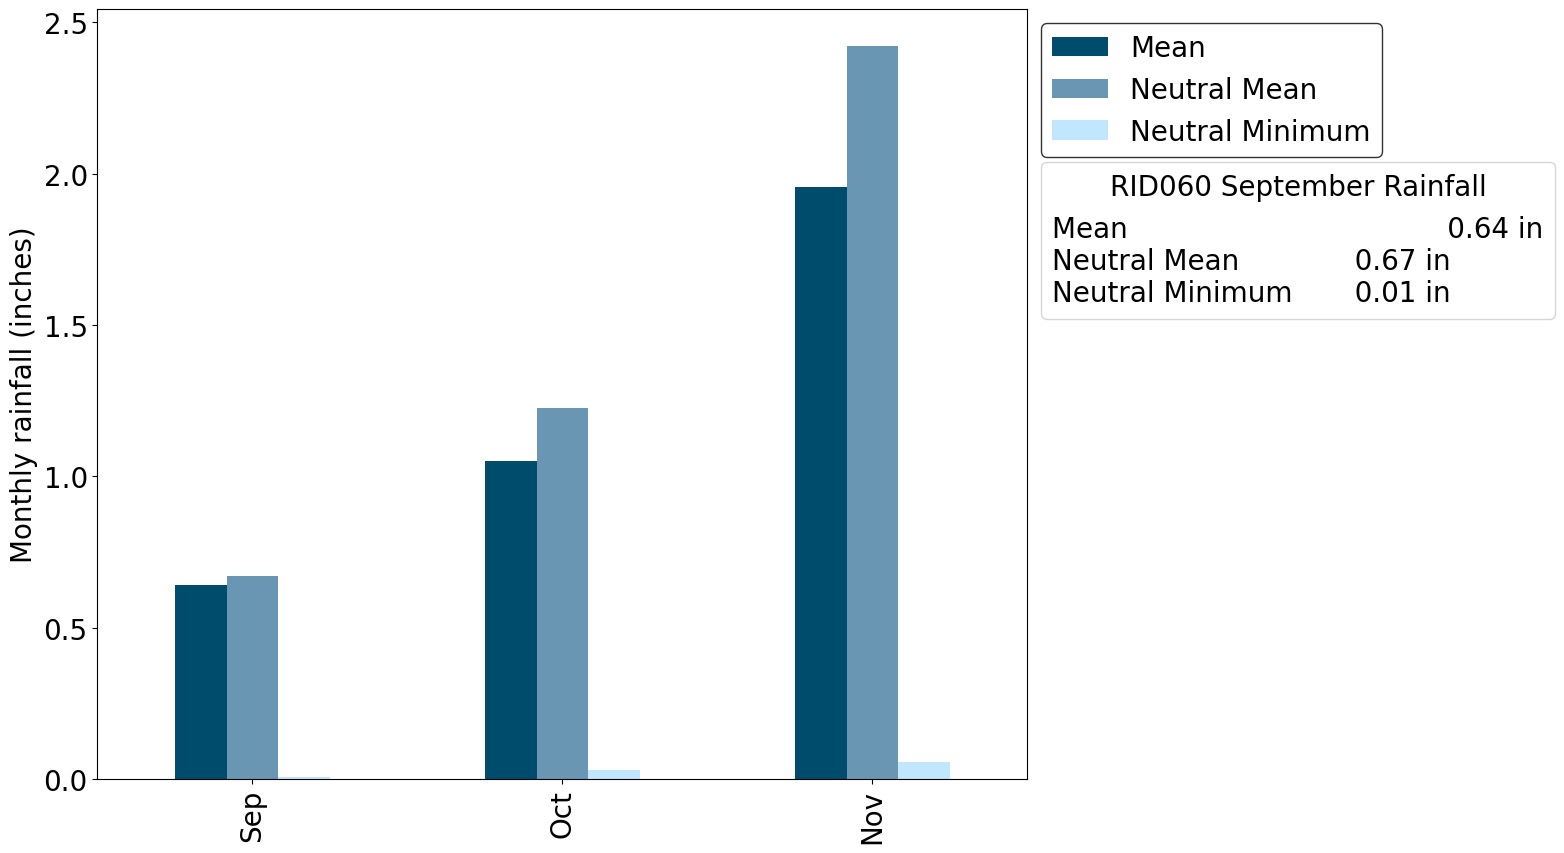 2.5
2.0
1.5
1.0
0.5
0.0
Monthly rainfall (inches)
Sep
Oct
Nov
Mean
Neutral Mean
Neutral Minimum
RID060 September Rainfall
Mean 0.64 in
Neutral Mean 0.67 in
Neutral Minimum 0.01 in